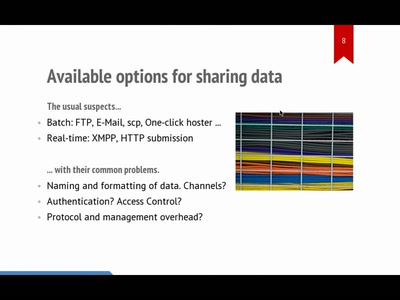 8
Available options for sharing data
The usual suspects...
Batch: FTP, E-Mail, scp, One-click hoster ...
Real-time: XMPP, HTTP submission
... with their common problems.
Naming and formatting of data. Channels?
Authentication? Access Control?
Protocol and management overhead?